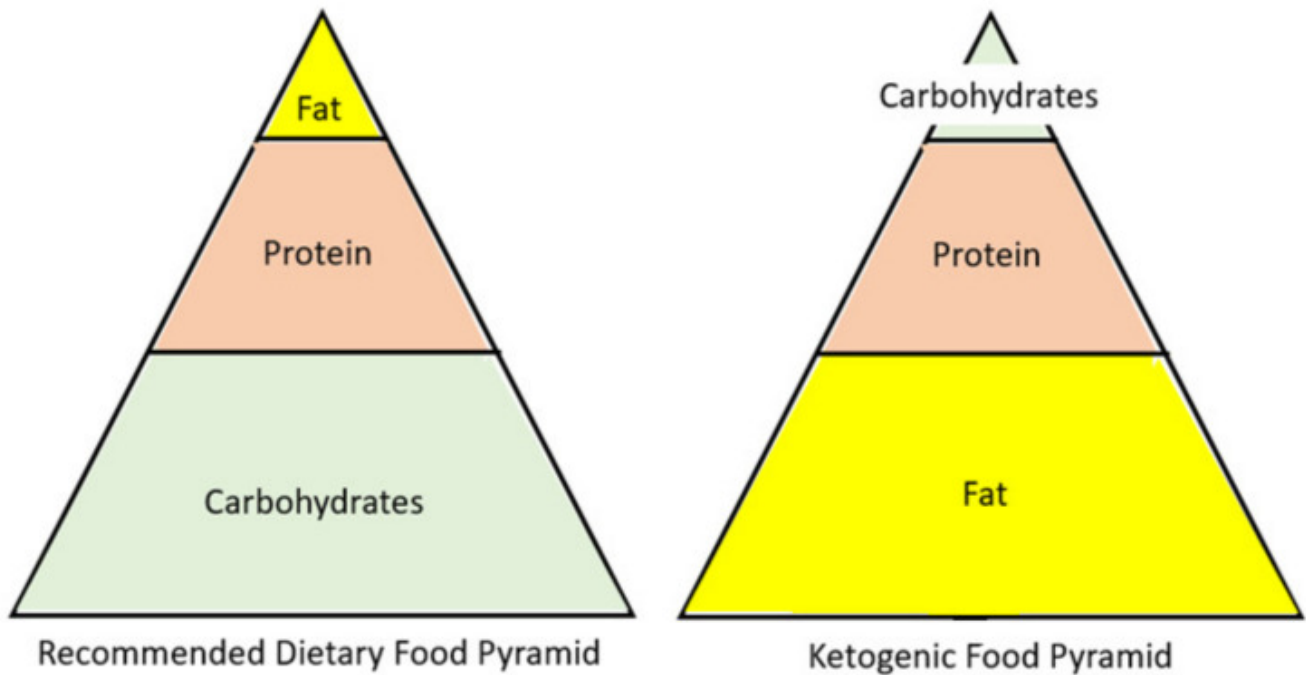 Fat
Protein
Carbohydrates
Recommended Dietary Food Pyramid
Carbohydrates
Protein
Fat
Ketogenic Food Pyramid